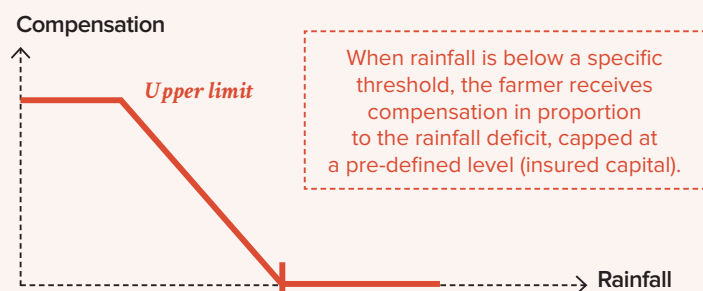 Compensation
Upper limit
When rainfall is below a specific
threshold, the farmer receives
compensation in proportion
to the rainfall deficit, capped at
a pre-defined level (insured capital).
Rainfall